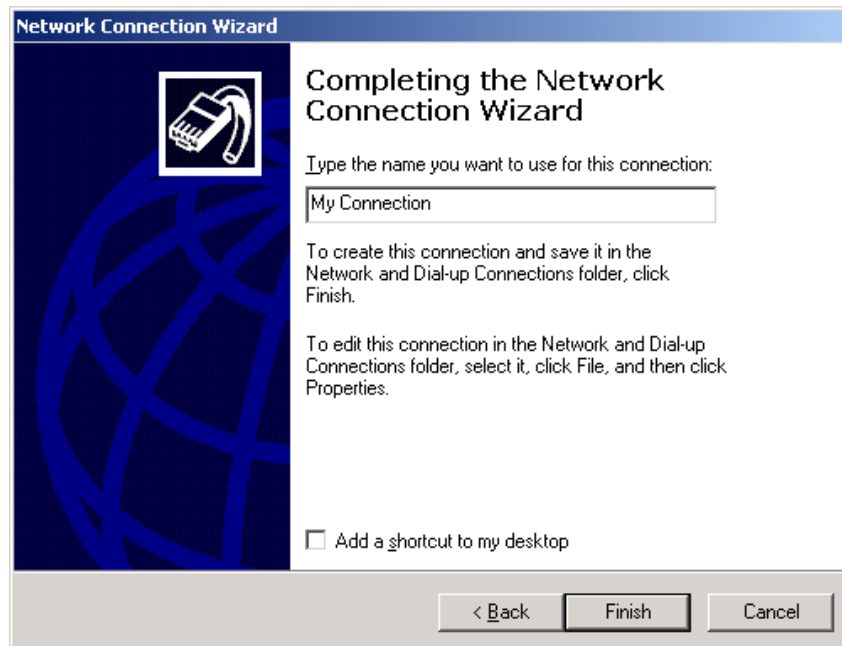 Network Connection Wizard
Completing the Network
Connection Wizard
Type the name you want to use for this connection:
My Connection
To create this connection and save it in the
Network and Dial-up Connections folder, click
Finish.
To edit this connection in the Network and Dial-up
Connections folder, select it, click File, and then click
Properties.
Add a shortcut to my desktop
< Back Finish Cancel